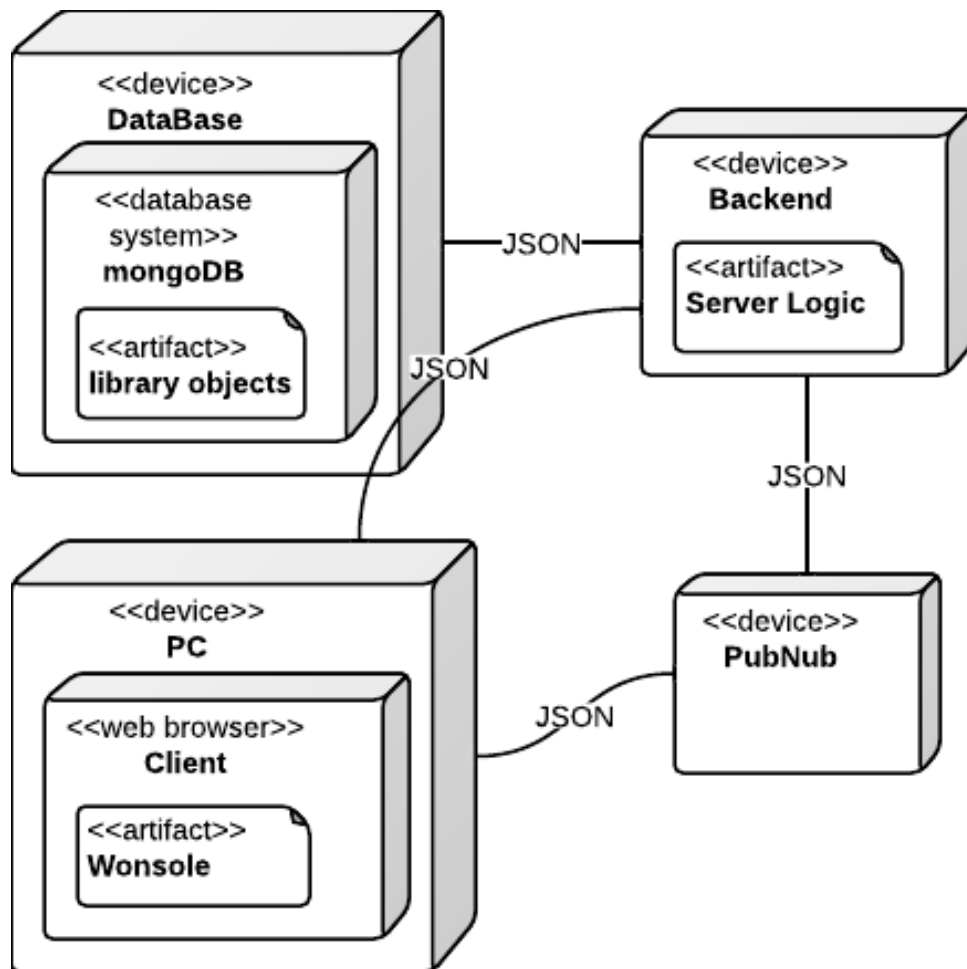 <<device>>
DataBase
<<database
system>>
mongoDB
<<artifact>>
library objects
JSON
<<device>>
Backend
<<artifact>>
Server Logic
JSON
JSON
<<device>>
PC
<<web browser>>
Client
<<artifact>>
Wonsole
JSON
<<device>>
PubNub